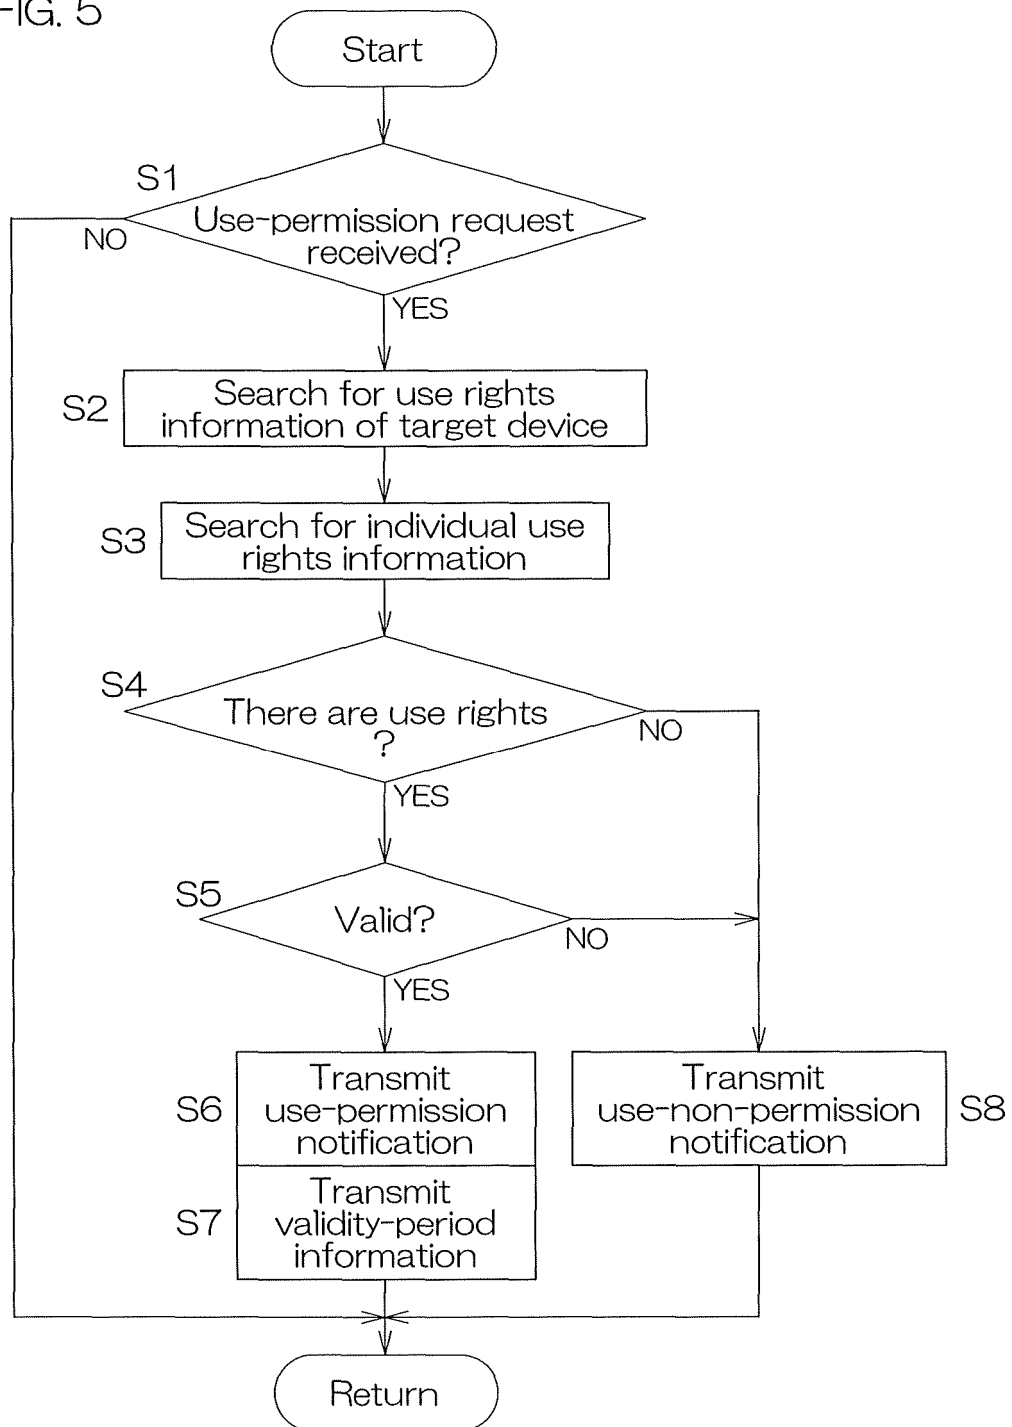 FIG. 5
Start
S1
Use-permission request
received?
NO
YES
S2
Search for use rights
information of target device
S3
Search for individual use
rights information
S4
There are use rights
?
NO
YES
S5
Valid?
NO
YES
S6
Transmit
use-permission
notification
Transmit
use-non-permission
notification
S8
S7
Transmit
validity-period
information
Return